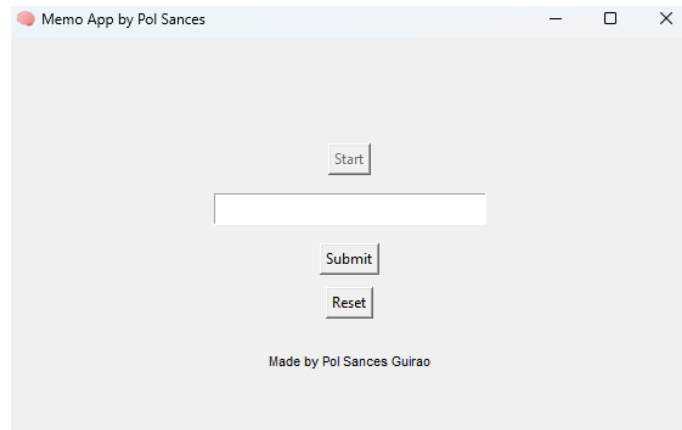 Memo App by Pol Sances
Start
Submit
Reset
Made by Pol Sances Guirao